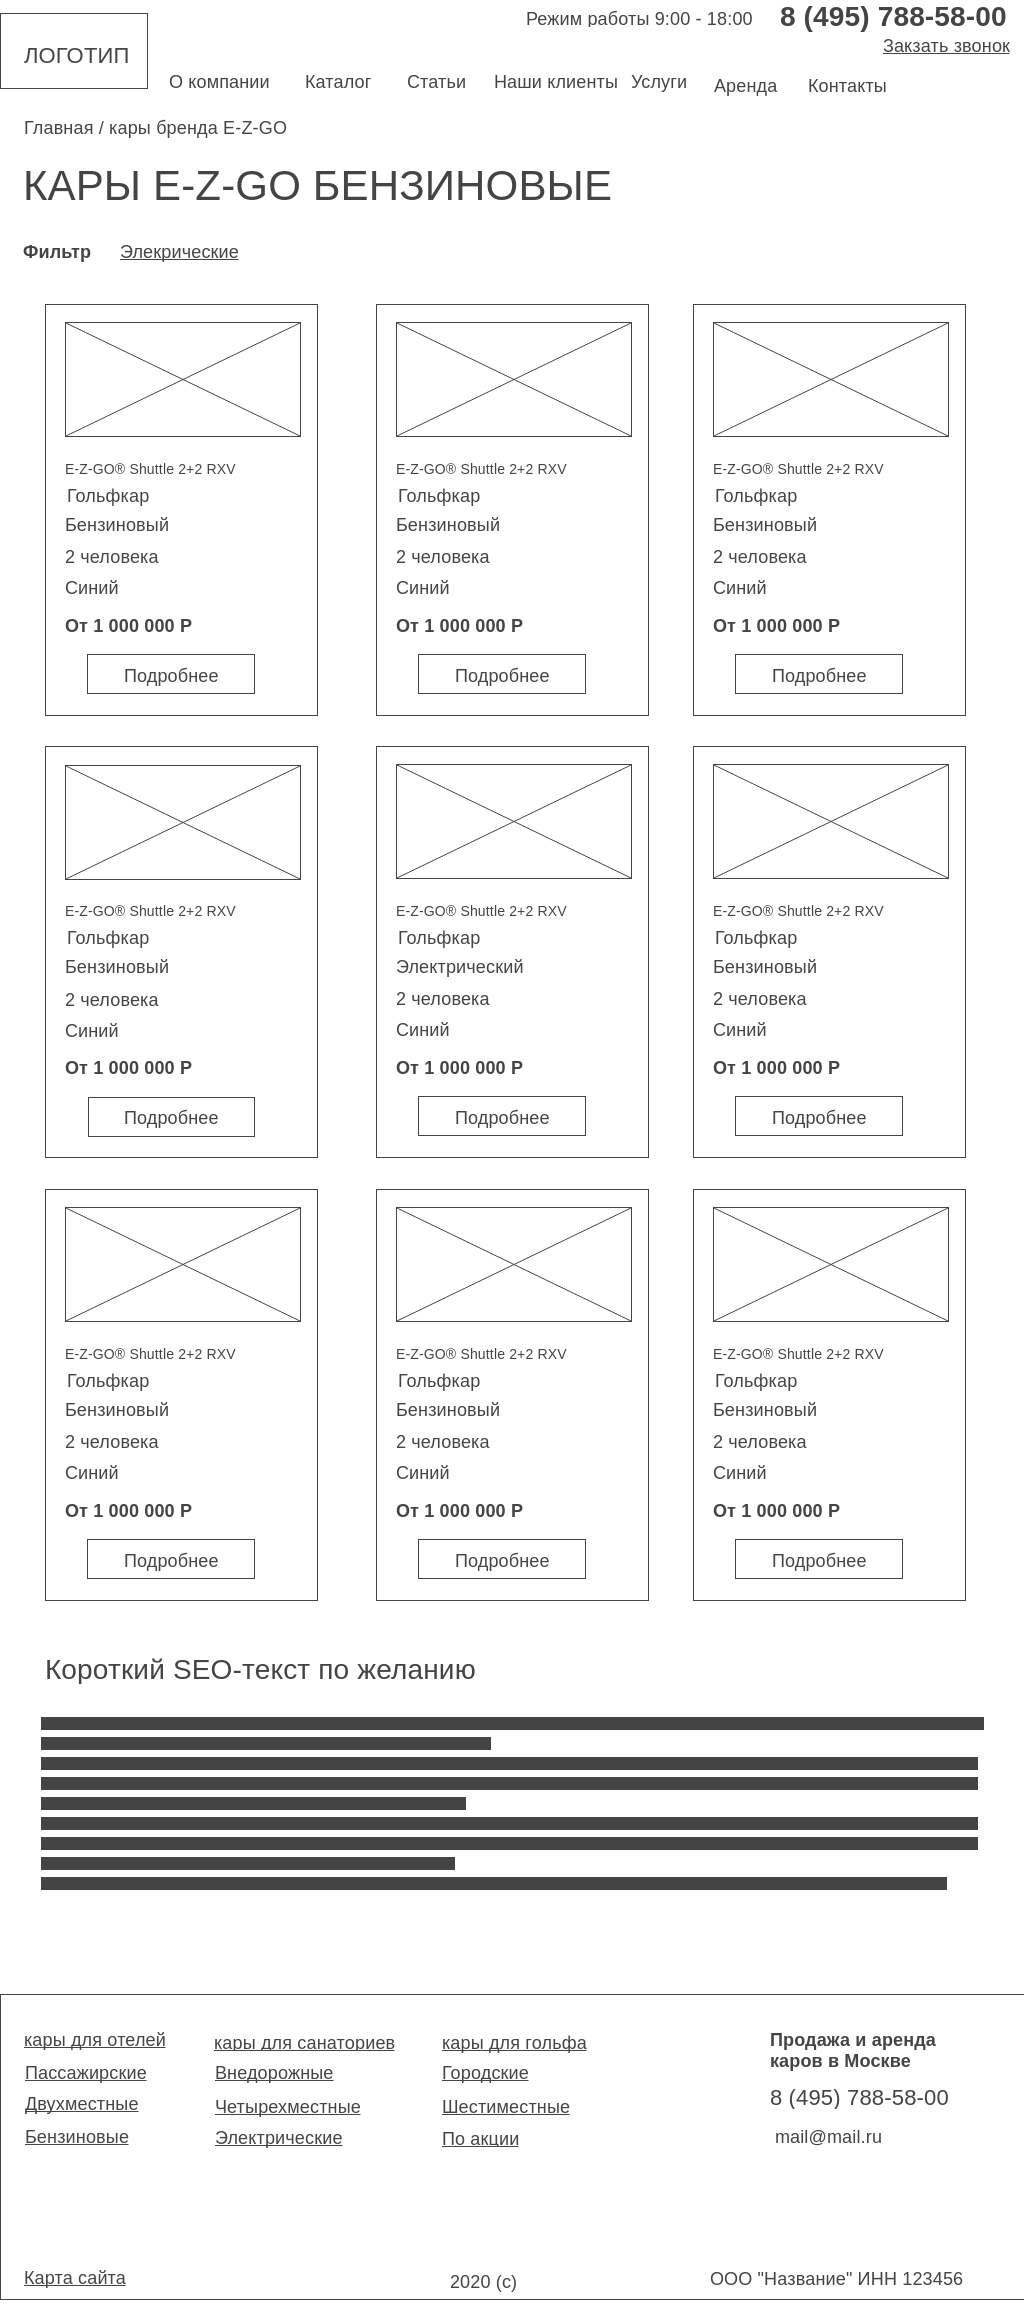 Режим работы 9:00 - 18:00 8 (495) 788-58-00
Закзать звонок
ЛОГОТИП
О компании Каталог Статьи Наши клиенты Услуги Аренда Контакты
Главная / кары бренда E-Z-GO
КАРЫ E-Z-GO БЕНЗИНОВЫЕ
Фильтр Элекрические
E-Z-GO® Shuttle 2+2 RXV
Гольфкар
Бензиновый
2 человека
Синий
От 1 000 000 Р
Подробнее
E-Z-GO® Shuttle 2+2 RXV
Гольфкар
Бензиновый
2 человека
Синий
От 1 000 000 Р
Подробнее
E-Z-GO® Shuttle 2+2 RXV
Гольфкар
Бензиновый
2 человека
Синий
От 1 000 000 Р
Подробнее
E-Z-GO® Shuttle 2+2 RXV
Гольфкар
Бензиновый
2 человека
Синий
От 1 000 000 Р
Подробнее
E-Z-GO® Shuttle 2+2 RXV
Гольфкар
Электрический
2 человека
Синий
От 1 000 000 Р
Подробнее
E-Z-GO® Shuttle 2+2 RXV
Гольфкар
Бензиновый
2 человека
Синий
От 1 000 000 Р
Подробнее
E-Z-GO® Shuttle 2+2 RXV
Гольфкар
Бензиновый
2 человека
Синий
От 1 000 000 Р
Подробнее
E-Z-GO® Shuttle 2+2 RXV
Гольфкар
Бензиновый
2 человека
Синий
От 1 000 000 Р
Подробнее
E-Z-GO® Shuttle 2+2 RXV
Гольфкар
Бензиновый
2 человека
Синий
От 1 000 000 Р
Подробнее
Короткий SEO-текст по желанию
кары для отелей
Пассажирские
Двухместные
Бензиновые
кары для санаториев
Внедорожные
Четырехместные
Электрические
кары для гольфа
Городские
Шестиместные
По акции
Продажа и аренда
каров в Москве
8 (495) 788-58-00
mail@mail.ru
Карта сайта 2020 (с) ООО "Название" ИНН 123456